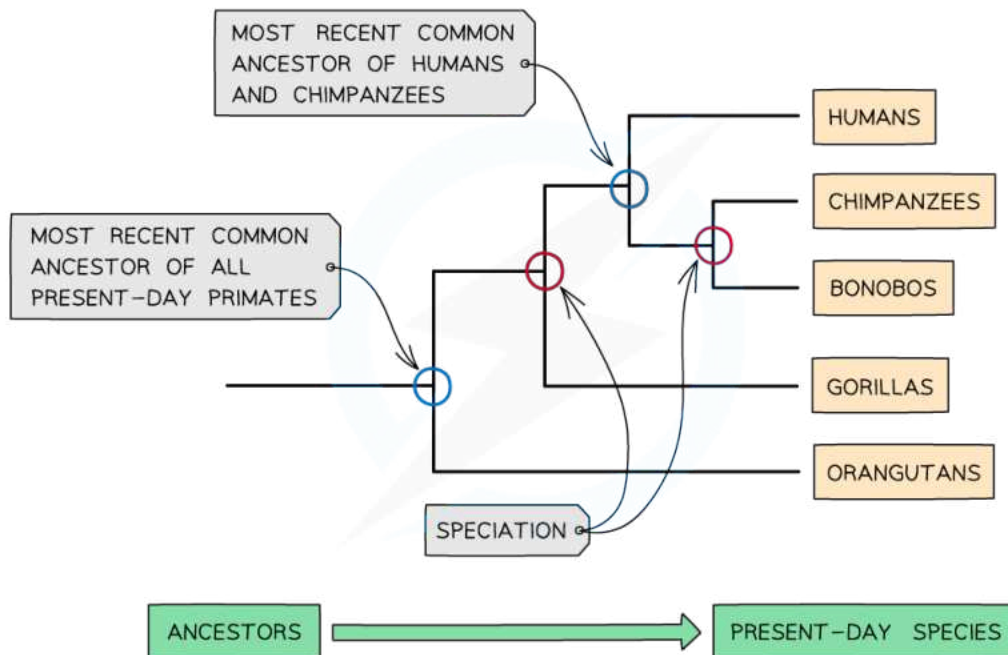 MOST RECENT COMMON
ANCESTOR OF HUMANS
AND CHIMPANZEES
HUMANS
CHIMPANZEES
MOST RECENT COMMON
ANCESTOR OF ALL
PRESENT-DAY PRIMATES
BONOBOS
GORILLAS
ORANGUTANS
SPECIATION
ANCESTORS
PRESENT-DAY SPECIES